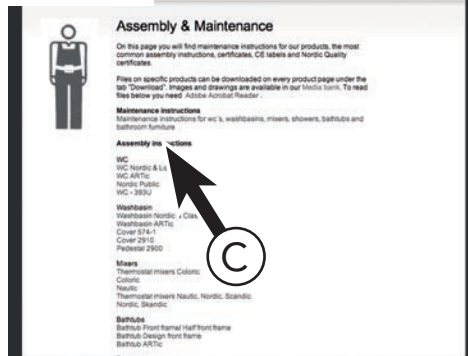 Assembly & Maintenance
On this page you will find maintenance instructions for our products, the most
common assembly instructions, certificates, CE labels and Nordic Quality
certificates.
Files on specific products can be downloaded on every product page under the
tab "Download". Images and drawings are available in our Media bank. To read
files below you need Adobe Acrobat Reader .
Maintenance instructions
Maintenance instructions for wc´s, washbasins, mixers, showers, bathtubs and
bathroom furniture
Assembly
WC
WC Nordic &
WC ARTic
Nordic Public
WC - 393U
Washbasin
Washbasin Nordic
Washbasin ARTic
Cover 574-1
Cover 2910
Pedestal 2900
C
Mixers
Thermostat mixers Coloric
Coloric
Nautic
Thermostat mixers Nautic, Nordic, Scandic
Nordic, Skandic
Bathtubs
Bathtub Front frame/ Half front frame
Bathtub Design front frame
Bathtub ARTic